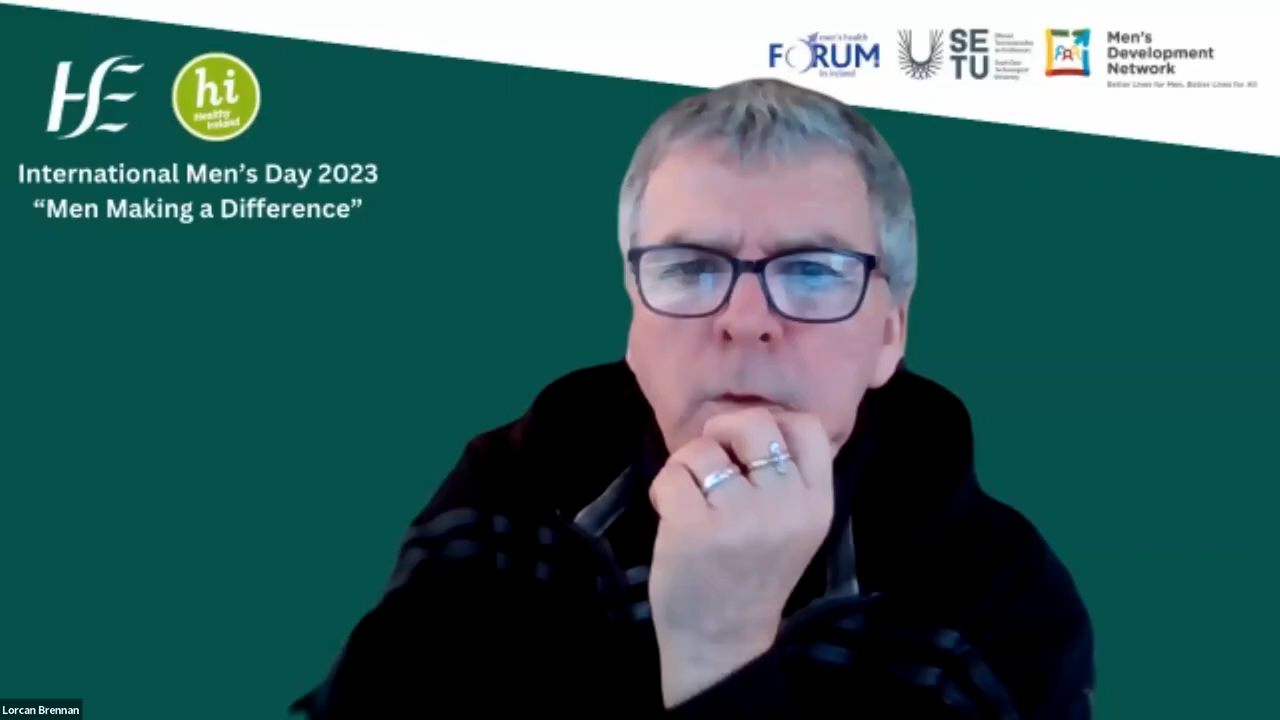 HSE
hi
Healthy
Ireland
International Men's Day 2023
“Men Making a Difference”
men's health
FORUM
in Ireland
SE
TU
Men's
Development
Network
Better Lives for Men, Better Lives for All
Lorcan Brennan